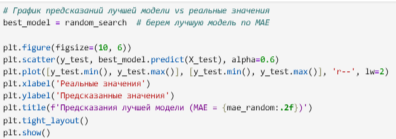 # График предсказаний лучшей модели vs реальные значения
best_model = random_search # берем лучшую модель по MAE
plt.figure(figsize=(10, 6))
plt.scatter(y_test, best_model.predict(X_test), alpha=0.6)
plt.plot([y_test.min(), y_test.max()], [y_test.min(), y_test.max()], 'r--', lw=2)
plt.xlabel('Реальные значения')
plt.ylabel('Предсказанные значения')
plt.title(f'Предсказания лучшей модели (MAE = {mae_random:.2f})')
plt.tight_layout()
plt.show()